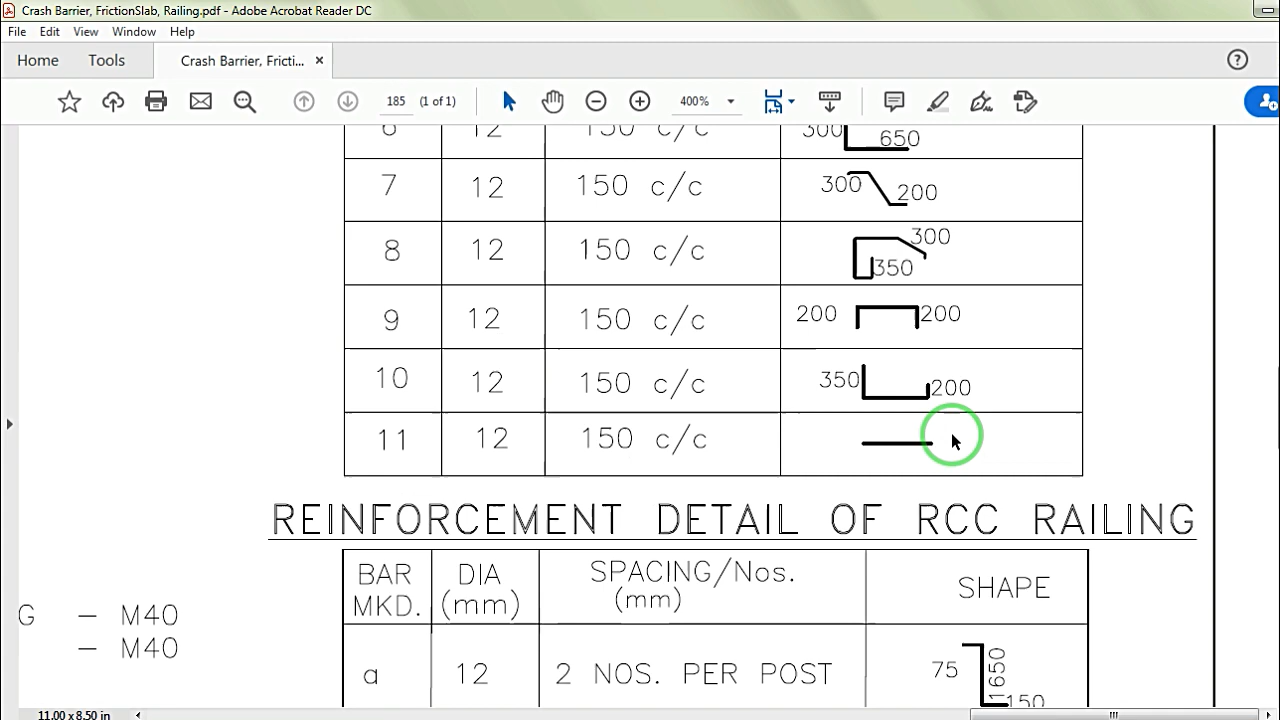 Crash Barrier, FrictionSlab, Railing.pdf - Adobe Acrobat Reader DC
File Edit View Window Help
Home Tools Crash Barrier, Fricti... ×
185 (1 of 1) 400%
6 12 150 c/c 300 650
7 12 150 c/c 300 200
8 12 150 c/c 300 350
9 12 150 c/c 200 200
10 12 150 c/c 350 200
11 12 150 c/c
REINFORCEMENT DETAIL OF RCC RAILING
BAR MKD. DIA (mm) SPACING/Nos. (mm) SHAPE
G - M40
- M40
a 12 2 NOS. PER POST 75 1650 150
11.00 x 8.50 in